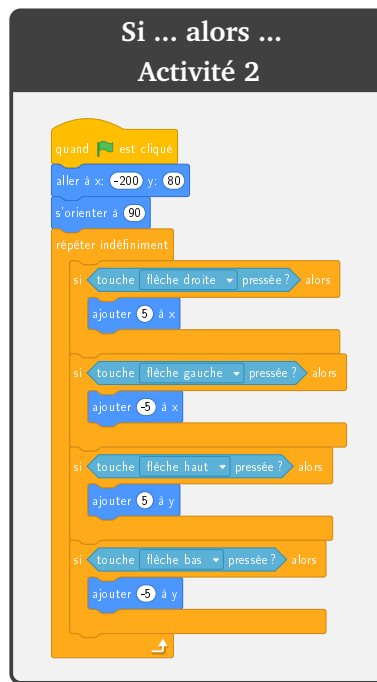 Si ... alors ...
Activité 2
quand est cliqué
aller à x: -200 y: 80
s'orienter à 90
répéter indéfiniment
si touche flèche droite pressée ? alors
ajouter 5 à x
si touche flèche gauche pressée ? alors
ajouter -5 à x
si touche flèche haut pressée ? alors
ajouter 5 à y
si touche flèche bas pressée ? alors
ajouter -5 à y